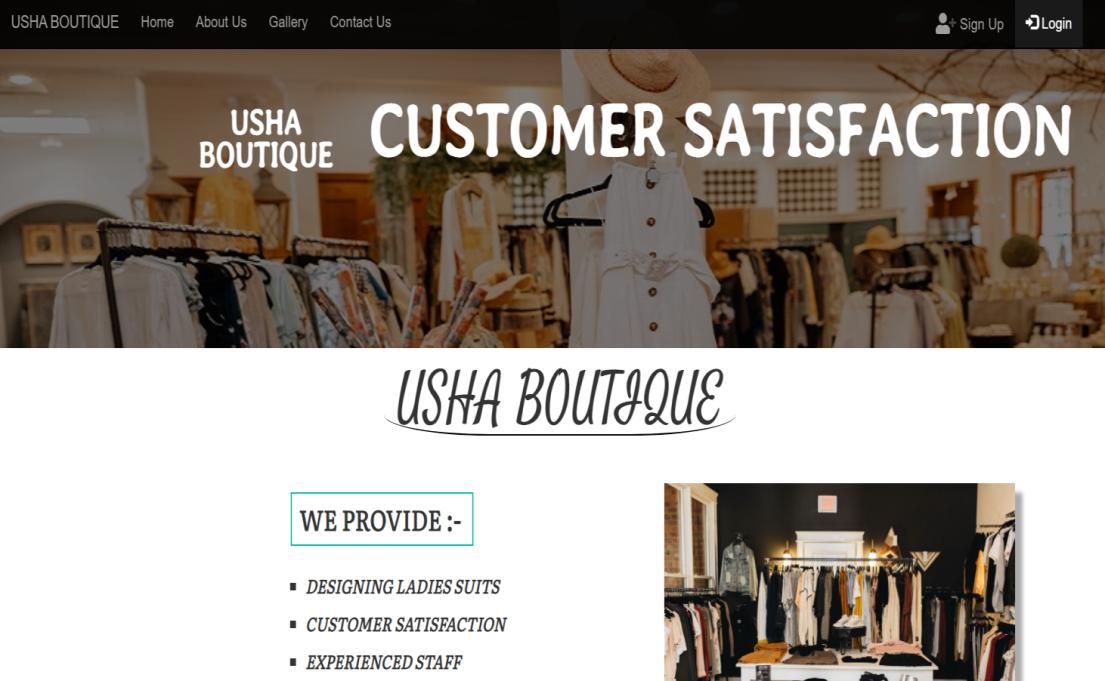 USHA BOUTIQUE Home About Us Gallery Contact Us Sign Up Login
USHA
BOUTIQUE
CUSTOMER SATISFACTION
USHA BOUTIQUE
WE PROVIDE :-
DESIGNING LADIES SUITS
CUSTOMER SATISFACTION
EXPERIENCED STAFF